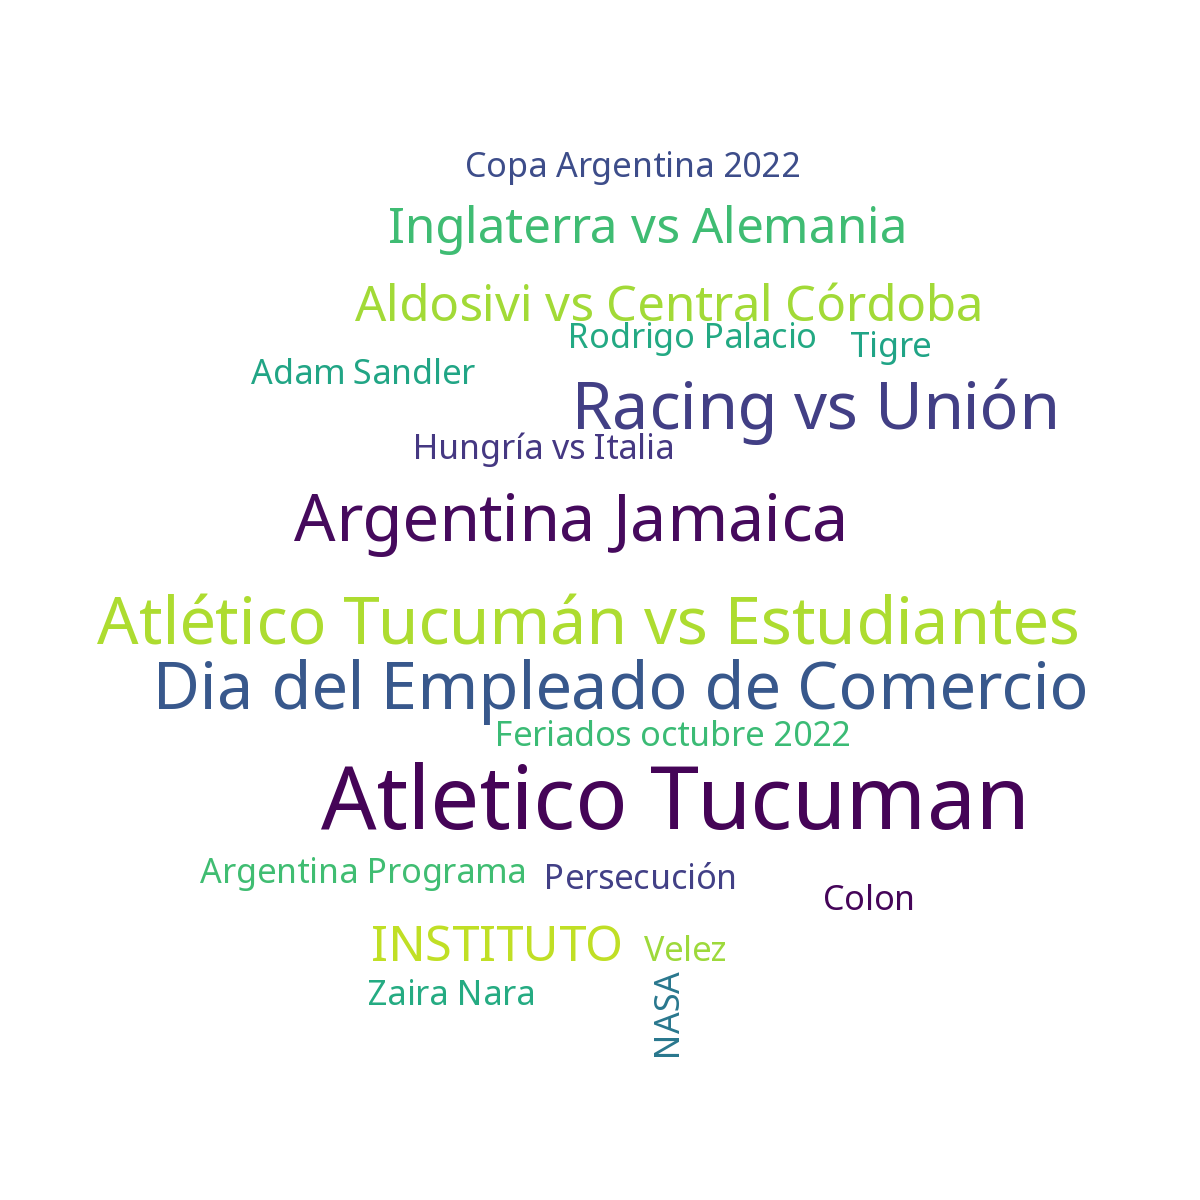 Copa Argentina 2022
Inglaterra vs Alemania
Aldosivi vs Central Córdoba
Rodrigo Palacio
Tigre
Adam Sandler
Racing vs Unión
Hungría vs Italia
Argentina Jamaica
Atlético Tucumán vs Estudiantes
Dia del Empleado de Comercio
Feriados octubre 2022
Atletico Tucuman
Argentina Programa
Persecución
Colon
INSTITUTO
Velez
Zaira Nara
NASA